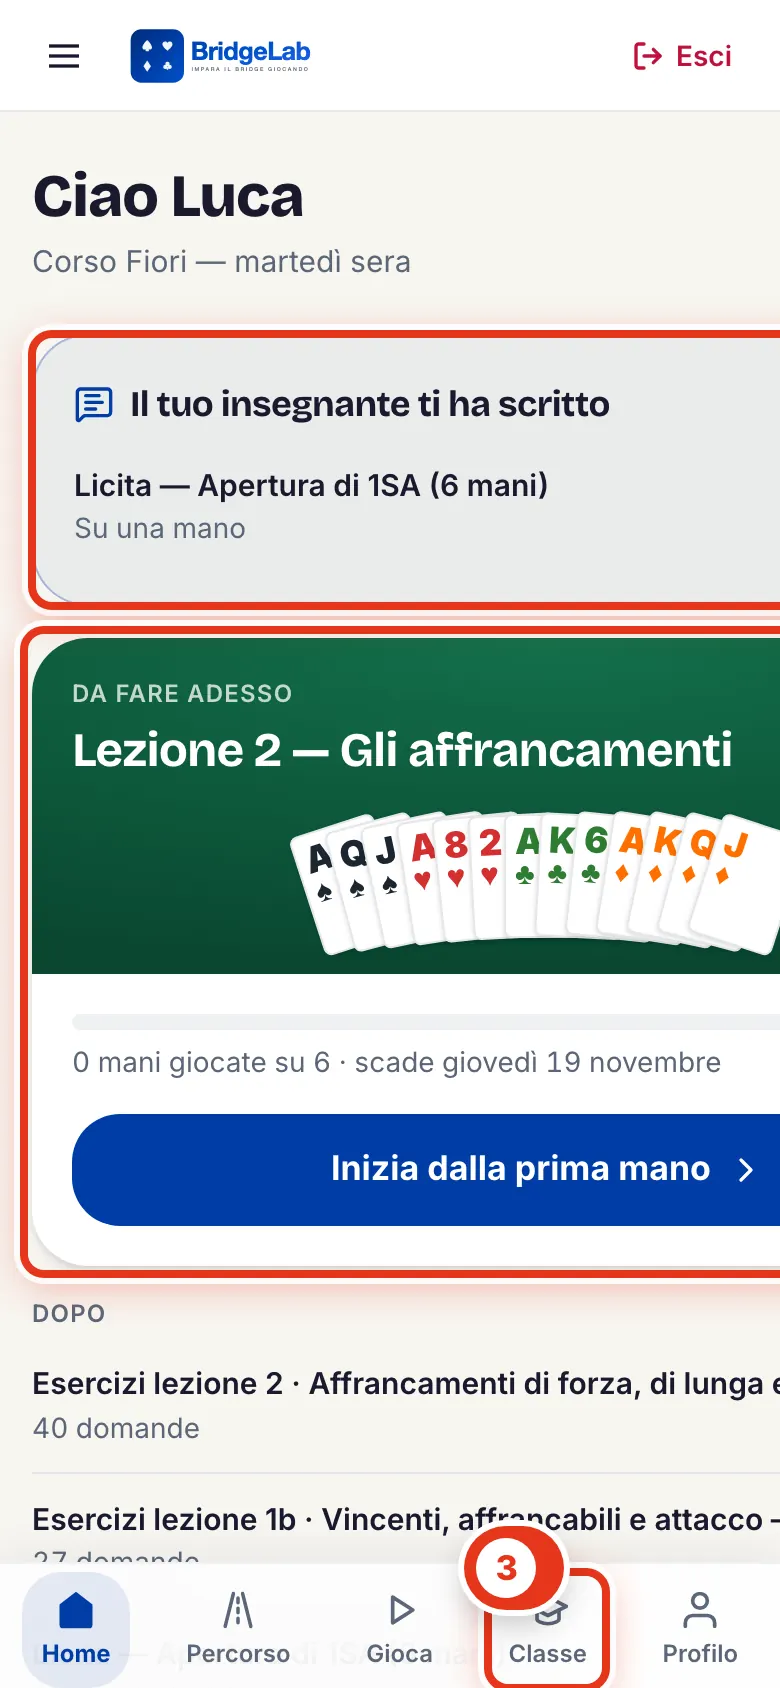 BridgeLab
IMPARA IL BRIDGE GIOCANDO
Esci
Ciao Luca
Corso Fiori — martedì sera
Il tuo insegnante ti ha scritto
Licita — Apertura di 1SA (6 mani)
Su una mano
DA FARE ADESSO
Lezione 2 — Gli affrancamenti
A Q J A 8 2 A K 6 A K Q J
0 mani giocate su 6 · scade giovedì 19 novembre
Inizia dalla prima mano
DOPO
Esercizi lezione 2 · Affrancamenti di forza, di lunga
40 domande
Esercizi lezione 1b · Vincenti, affrancabili e attacco
27 domande
3
Home
Percorso
Gioca
Classe
Profilo